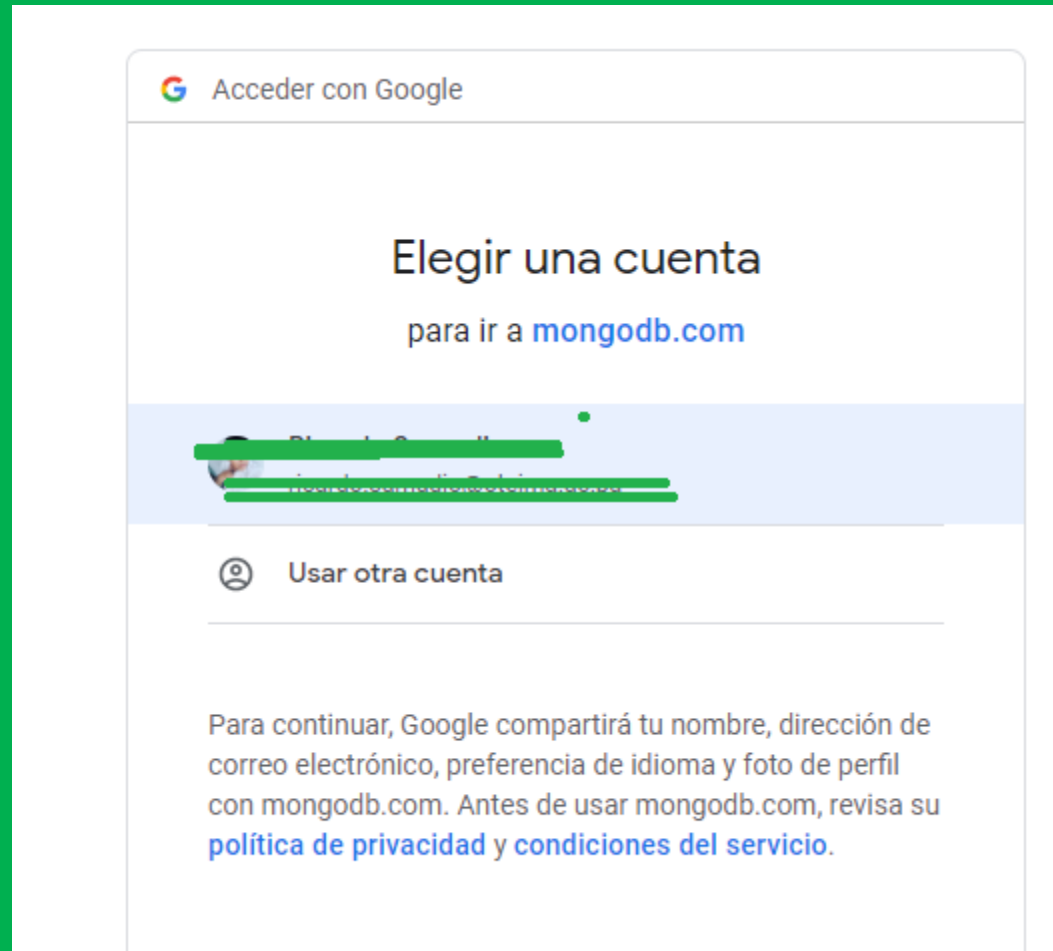 Acceder con Google
Elegir una cuenta
para ir a mongodb.com
Usar otra cuenta
Para continuar, Google compartirá tu nombre, dirección de
correo electrónico, preferencia de idioma y foto de perfil
con mongodb.com. Antes de usar mongodb.com, revisa su
política de privacidad y condiciones del servicio.